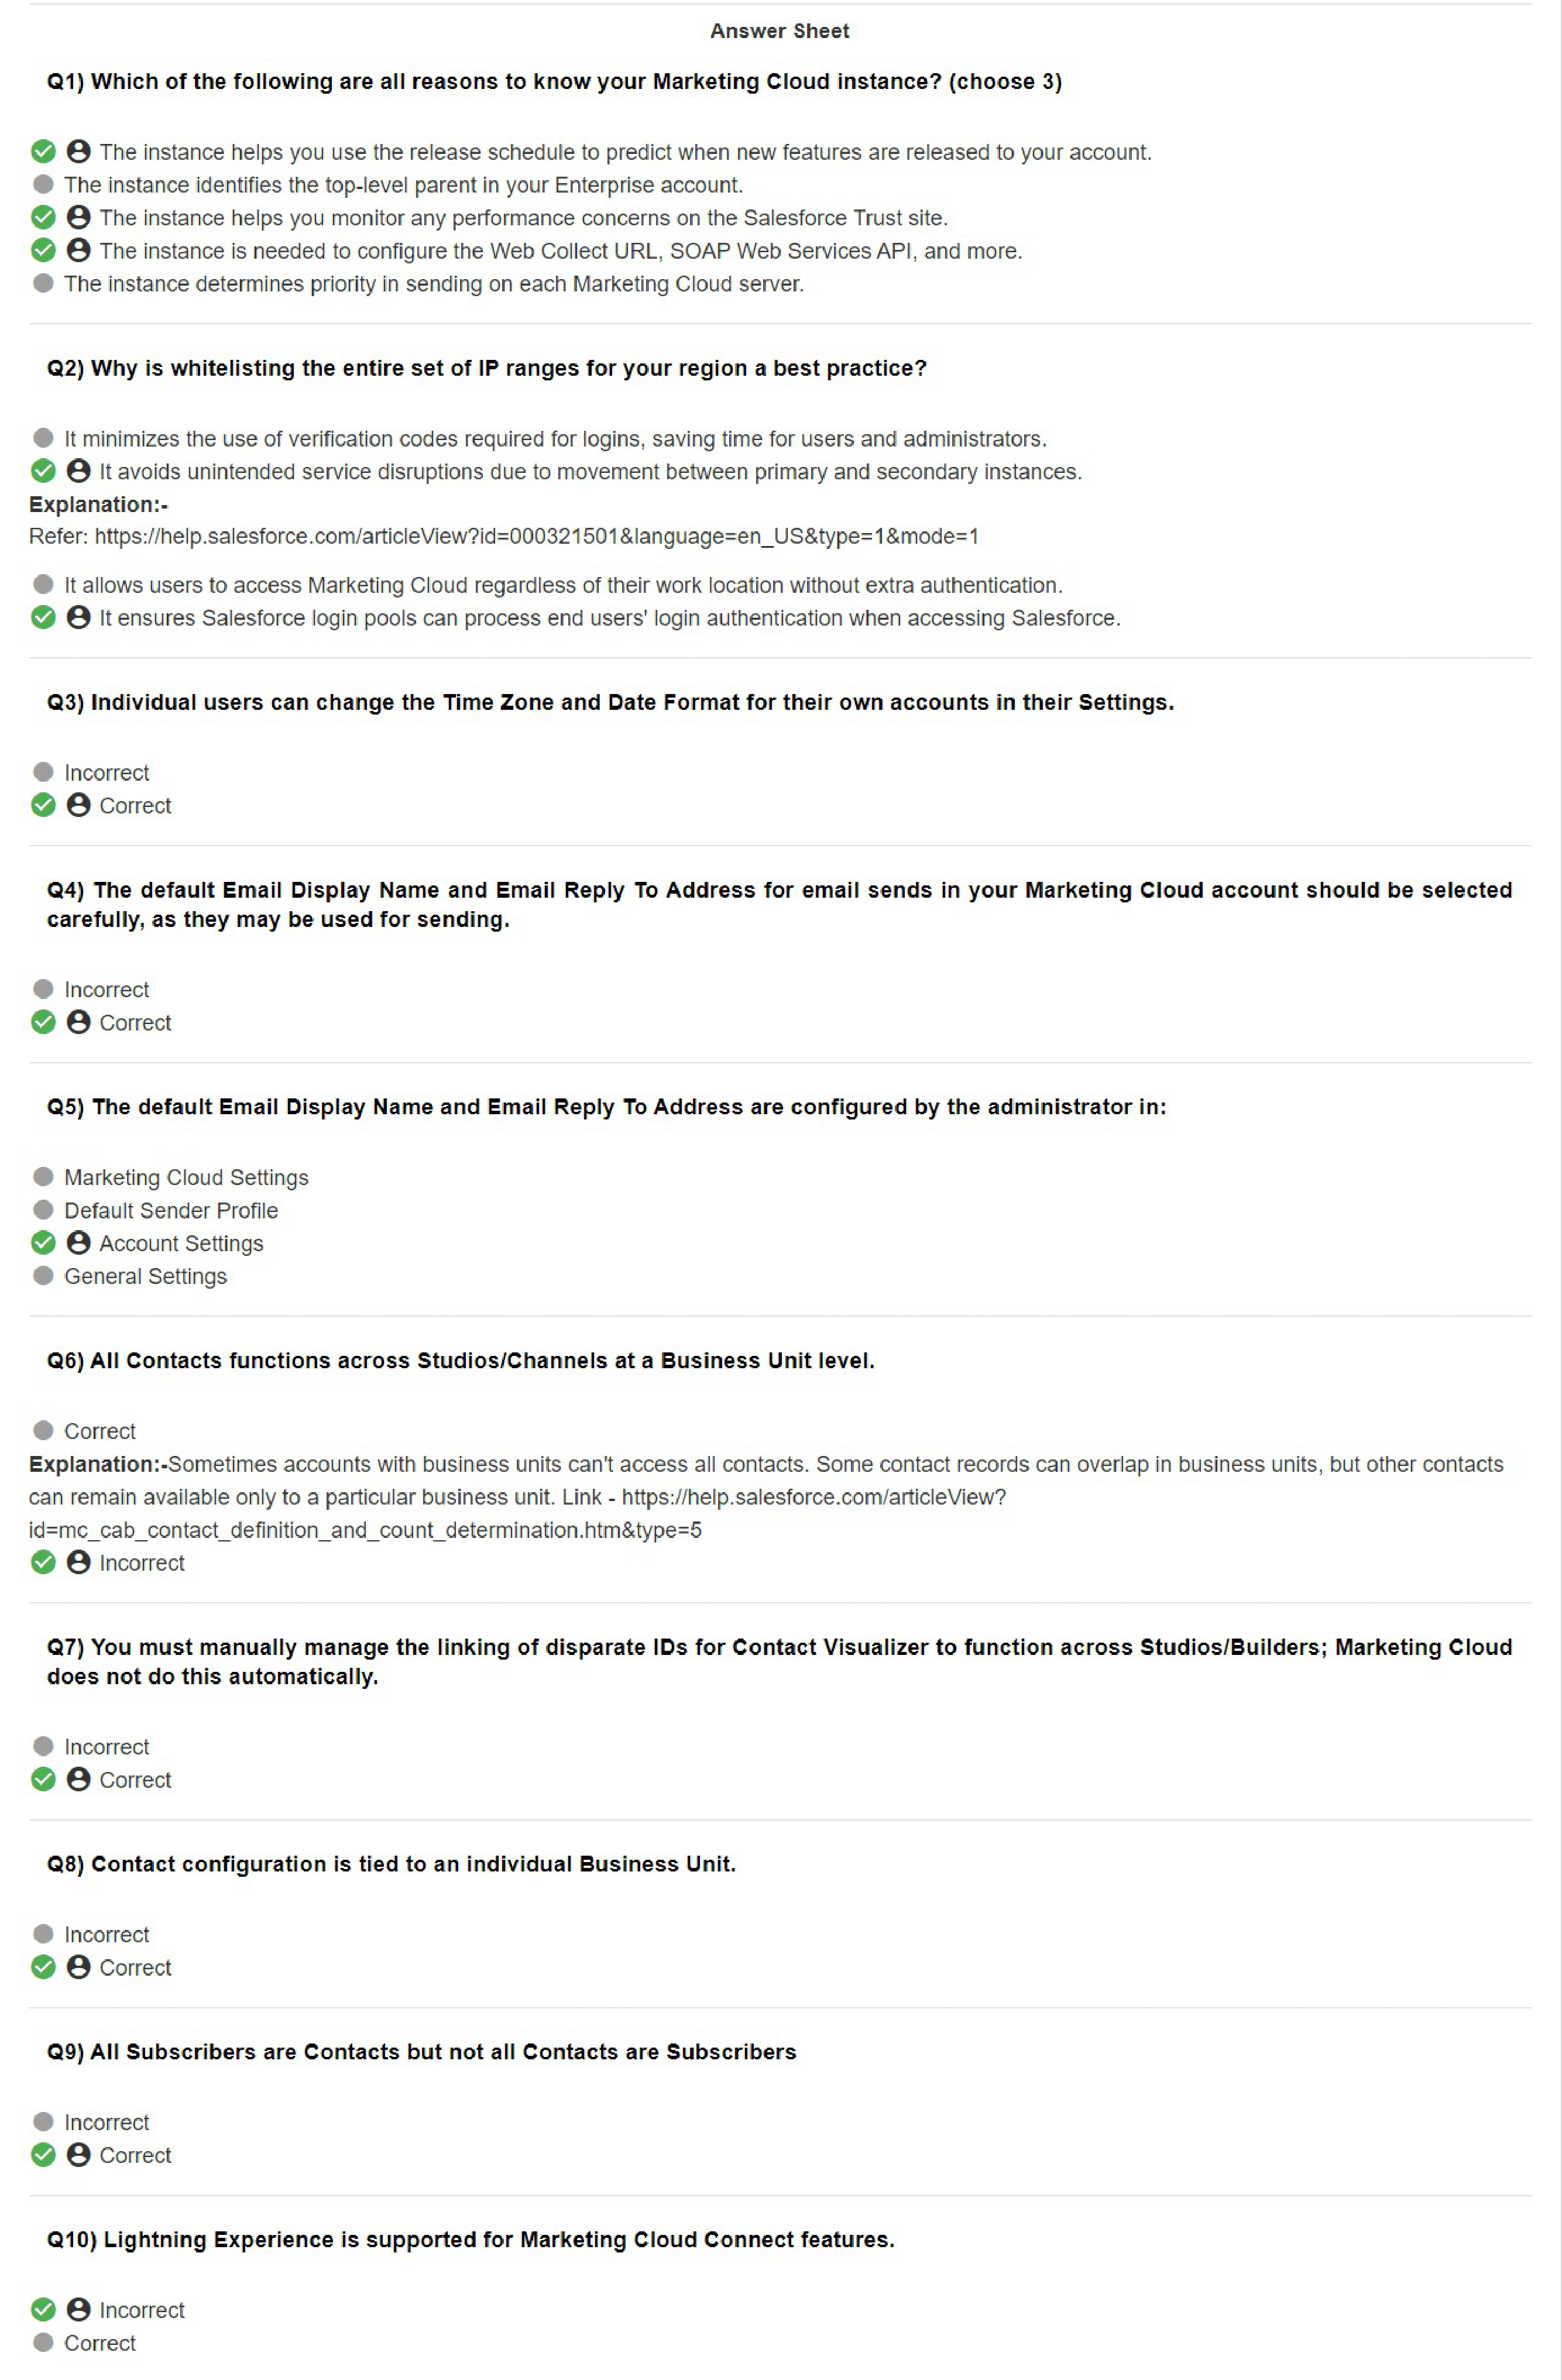 Answer Sheet
Q1) Which of the following are all reasons to know your Marketing Cloud instance? (choose 3)
The instance helps you use the release schedule to predict when new features are released to your account.
The instance identifies the top-level parent in your Enterprise account.
The instance helps you monitor any performance concerns on the Salesforce Trust site.
The instance is needed to configure the Web Collect URL, SOAP Web Services API, and more.
The instance determines priority in sending on each Marketing Cloud server.
Q2) Why is whitelisting the entire set of IP ranges for your region a best practice?
It minimizes the use of verification codes required for logins, saving time for users and administrators.
It avoids unintended service disruptions due to movement between primary and secondary instances.
Explanation:-
Refer: https://help.salesforce.com/articleView?id=000321501&language=en_US&type=1&mode=1
It allows users to access Marketing Cloud regardless of their work location without extra authentication.
It ensures Salesforce login pools can process end users' login authentication when accessing Salesforce.
Q3) Individual users can change the Time Zone and Date Format for their own accounts in their Settings.
Incorrect
Correct
Q4) The default Email Display Name and Email Reply To Address for email sends in your Marketing Cloud account should be selected
carefully, as they may be used for sending.
Incorrect
Correct
Q5) The default Email Display Name and Email Reply To Address are configured by the administrator in:
Marketing Cloud Settings
Default Sender Profile
Account Settings
General Settings
Q6) All Contacts functions across Studios/Channels at a Business Unit level.
Correct
Explanation:-Sometimes accounts with business units can't access all contacts. Some contact records can overlap in business units, but other contacts
can remain available only to a particular business unit. Link - https://help.salesforce.com/articleView?
id=mc_cab_contact_definition_and_count_determination.htm&type=5
Incorrect
Q7) You must manually manage the linking of disparate IDs for Contact Visualizer to function across Studios/Builders; Marketing Cloud
does not do this automatically.
Incorrect
Correct
Q8) Contact configuration is tied to an individual Business Unit.
Incorrect
Correct
Q9) All Subscribers are Contacts but not all Contacts are Subscribers
Incorrect
Correct
Q10) Lightning Experience is supported for Marketing Cloud Connect features.
Incorrect
Correct